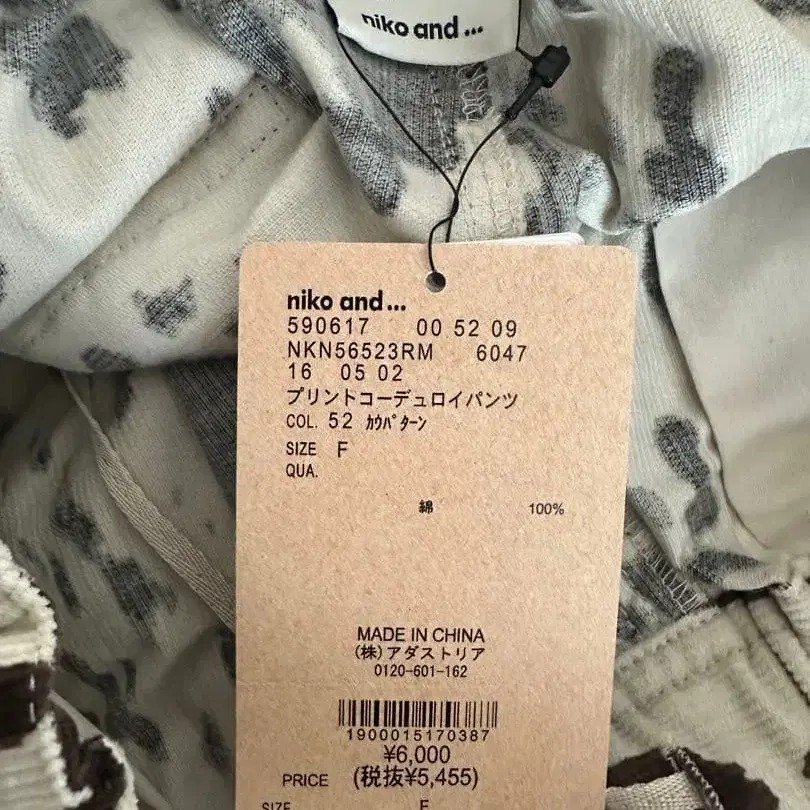 niko and ...
niko and ...
590617 00 52 09
NKN56523RM 6047
16 05 02
プリントコーデュロイパンツ
COL. 52 ｶｳﾊﾟﾀｰﾝ
SIZE F
QUA.
綿 100%
MADE IN CHINA
(株)アダストリア
0120-601-162
1900015170387
¥6,000
PRICE (税抜¥5,455)
SIZE F